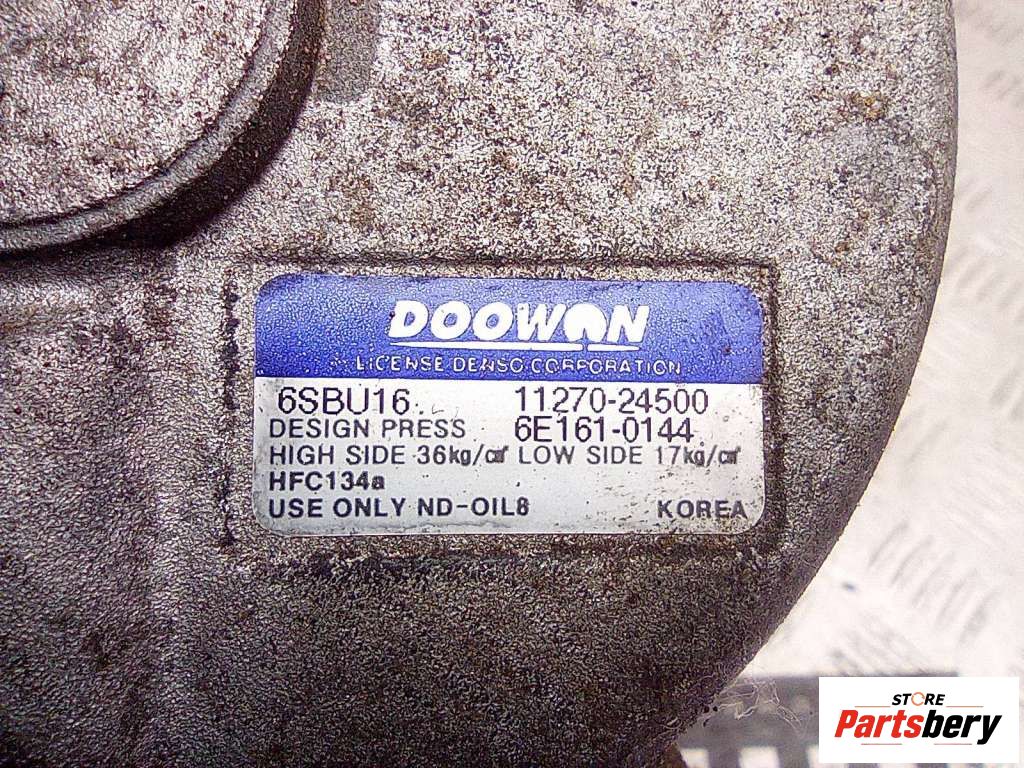 DOOWON
LICENSE DENSO CORPORATION
6SBU16 11270-24500
DESIGN PRESS 6E161-0144
HIGH SIDE 36kg/㎠ LOW SIDE 17kg/㎠
HFC134a
USE ONLY ND-OIL8 KOREA
STORE
Partsbery